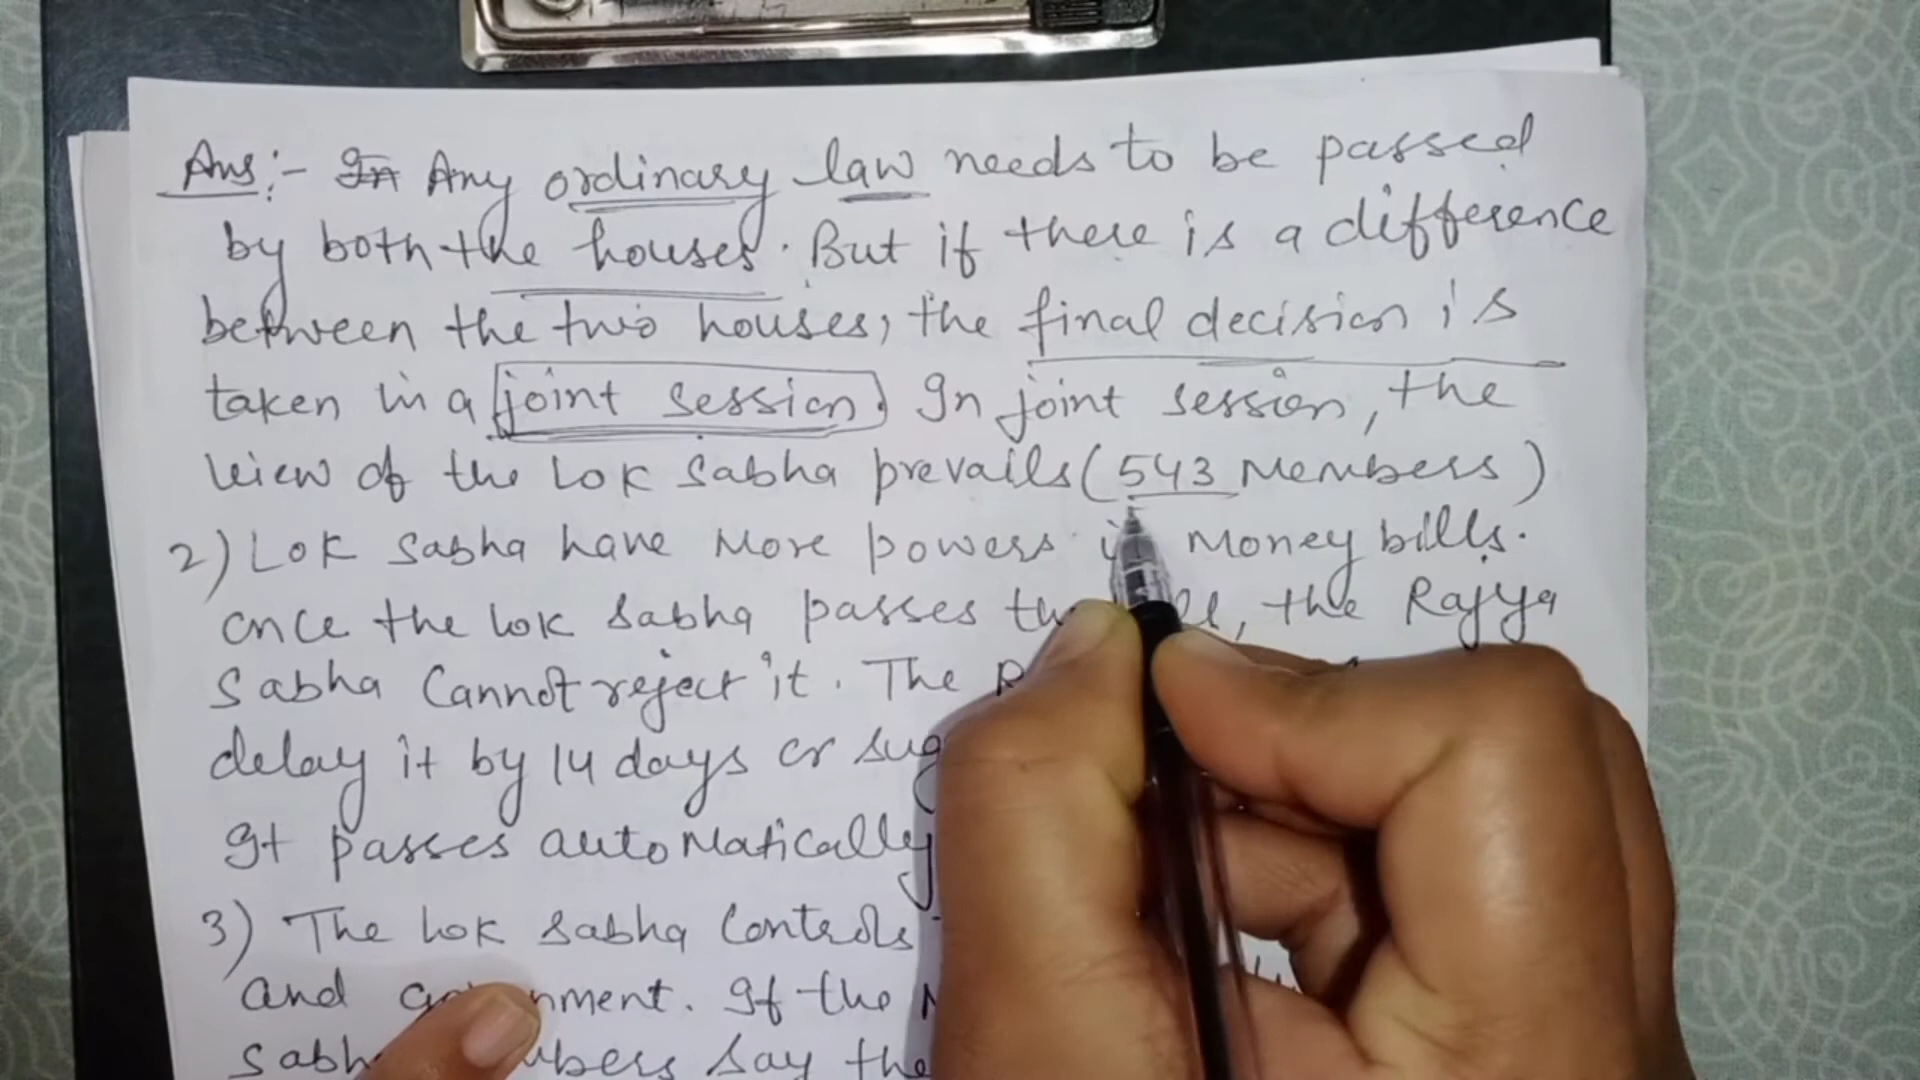 Ans:- In Any ordinary law needs to be passed
by both the houses. But if there is a difference
between the two houses, the final decision is
taken in a joint session. In joint session, the
view of the Lok Sabha prevails (543 Members)
2) Lok Sabha have More powers in Money bills.
once the Lok Sabha passes the, the Rajya
Sabha Cannot reject it. The
delay it by 14 days or
It passes automatically
3) The Lok Sabha Controls
and. If the
say the